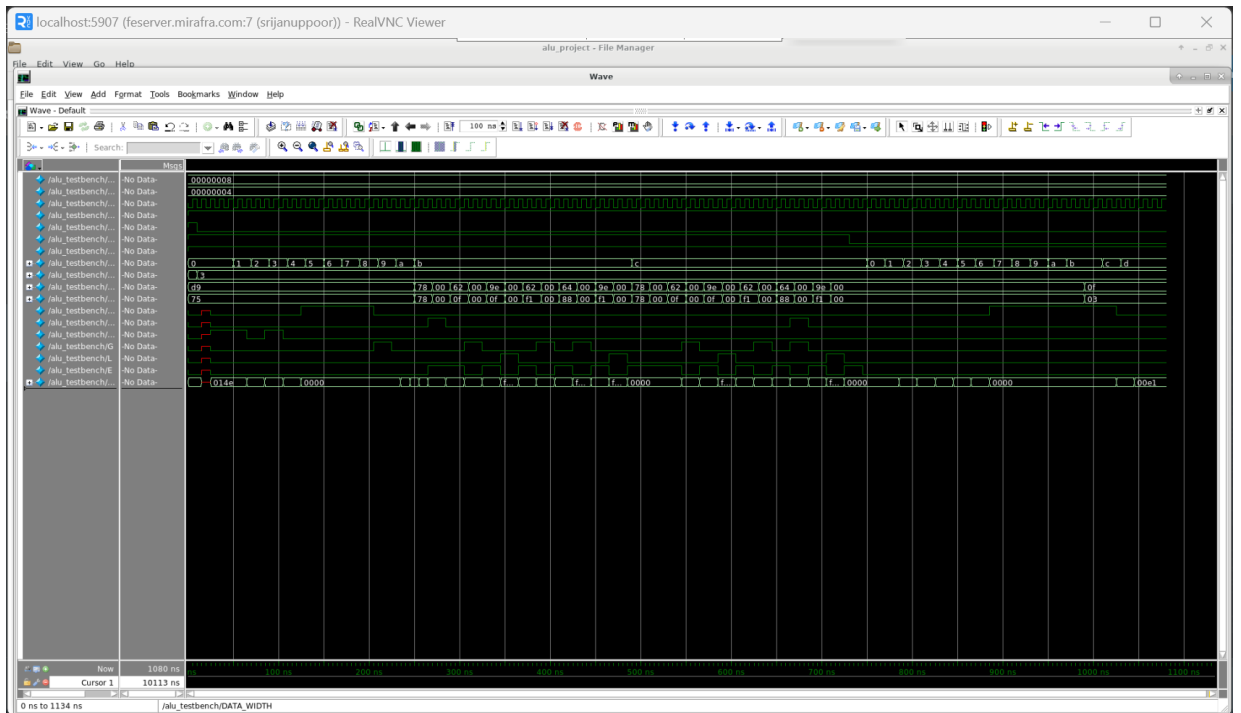 localhost:5907 (feserver.mirafra.com:7 (srijanuppoor)) - RealVNC Viewer
alu_project - File Manager
File Edit View Go Help
Wave
File Edit View Add Format Tools Bookmarks Window Help
Wave - Default
100 ns
Search:
Msgs
/alu_testbench/... -No Data- 00000008
/alu_testbench/... -No Data- 00000004
/alu_testbench/... -No Data-
/alu_testbench/... -No Data-
/alu_testbench/... -No Data-
/alu_testbench/... -No Data-
/alu_testbench/... -No Data-
/alu_testbench/... -No Data- 0 1 2 3 4 5 6 7 8 9 a b c 0 1 2 3 4 5 6 7 8 9 a b c d
/alu_testbench/... -No Data- 3
/alu_testbench/... -No Data- d9 78 00 62 00 9e 00 62 00 64 00 9e 00 78 00 62 00 9e 00 62 00 64 00 9e 00 0f
/alu_testbench/... -No Data- 75 78 00 0f 00 0f 00 f1 00 88 00 f1 00 78 00 0f 00 0f 00 f1 00 88 00 f1 00 03
/alu_testbench/... -No Data-
/alu_testbench/... -No Data-
/alu_testbench/... -No Data-
/alu_testbench/G -No Data-
/alu_testbench/L -No Data-
/alu_testbench/E -No Data-
/alu_testbench/... -No Data- 014e 0000 f... f... f... 0000 f... f... 0000 0000 00e1
Now 1080 ns ns 100 ns 200 ns 300 ns 400 ns 500 ns 600 ns 700 ns 800 ns 900 ns 1000 ns 1100 ns
Cursor 1 10113 ns
0 ns to 1134 ns /alu_testbench/DATA_WIDTH